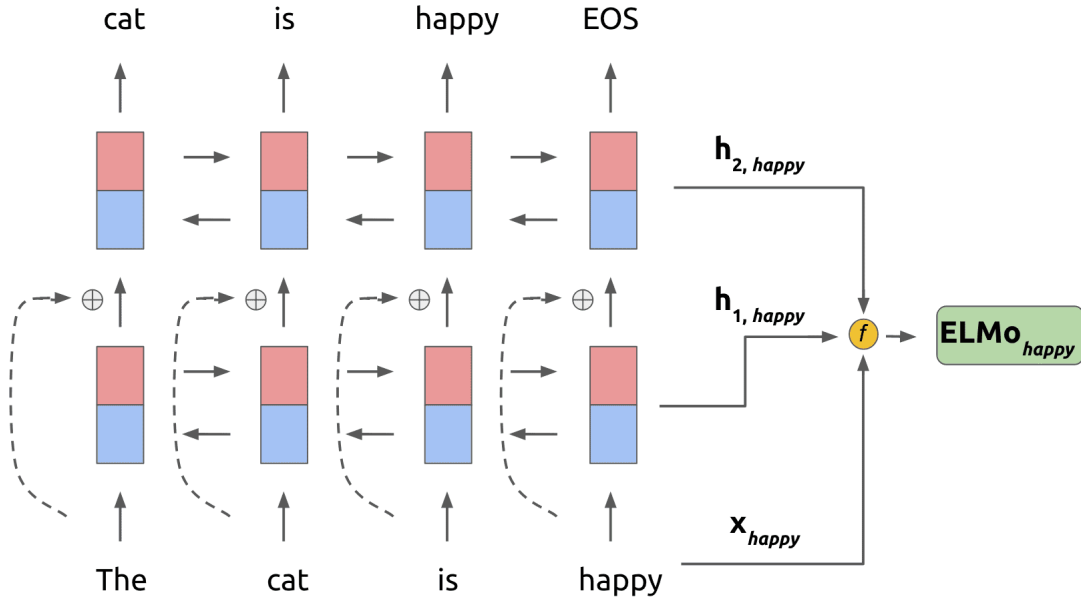 cat is happy EOS
h2, happy
h1, happy
f ELMohappy
xhappy
The cat is happy